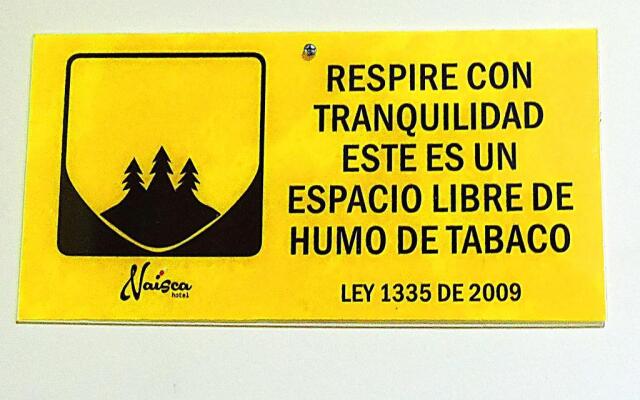 RESPIRE CON
TRANQUILIDAD
ESTE ES UN
ESPACIO LIBRE DE
HUMO DE TABACO
LEY 1335 DE 2009
Naisca
hotel